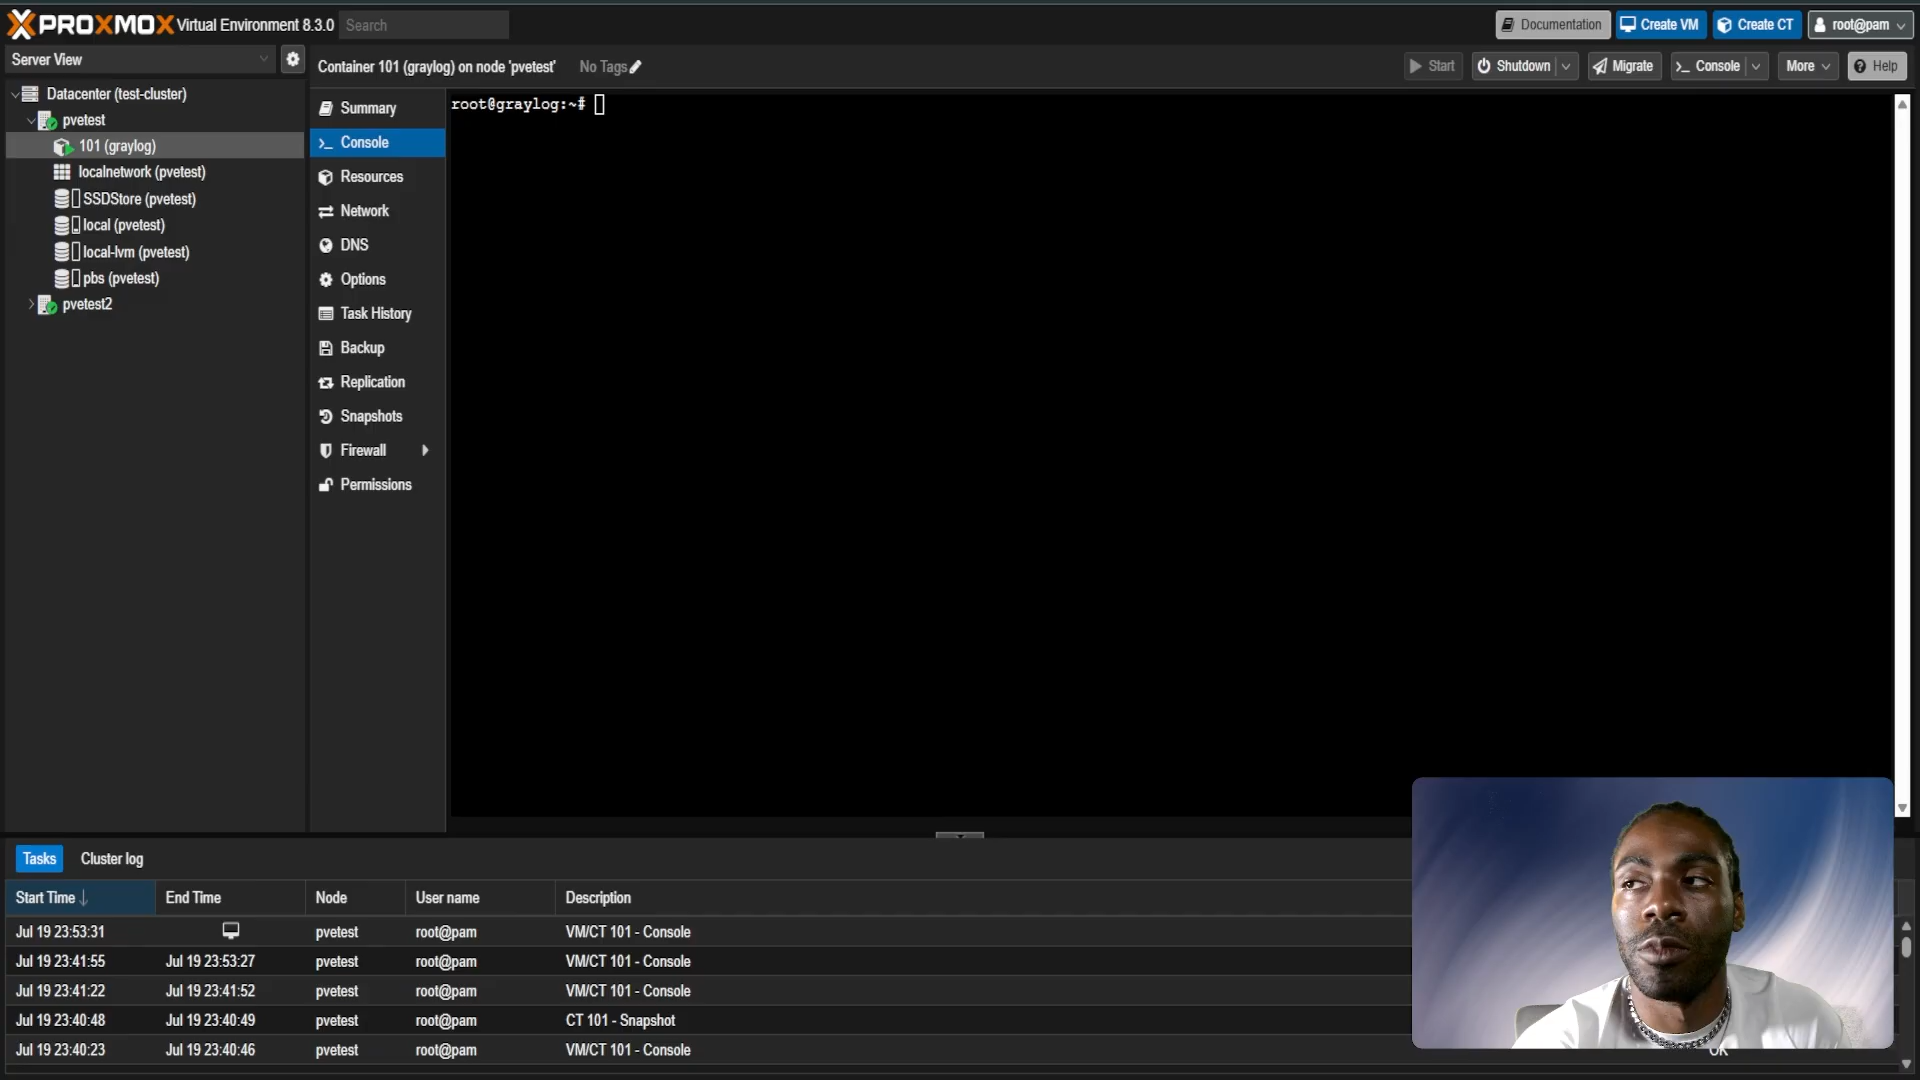 PROXMOX Virtual Environment 8.3.0 Search Documentation Create VM Create CT root@pam
Server View
Container 101 (graylog) on node 'pvetest' No Tags Start Shutdown Migrate Console More Help
Datacenter (test-cluster)
pvetest
101 (graylog)
localnetwork (pvetest)
SSDStore (pvetest)
local (pvetest)
local-lvm (pvetest)
pbs (pvetest)
pvetest2
Summary
Console
Resources
Network
DNS
Options
Task History
Backup
Replication
Snapshots
Firewall
Permissions
root@graylog:~#
Tasks Cluster log
Start Time End Time Node User name Description
Jul 19 23:53:31 pvetest root@pam VM/CT 101 - Console
Jul 19 23:41:55 Jul 19 23:53:27 pvetest root@pam VM/CT 101 - Console
Jul 19 23:41:22 Jul 19 23:41:52 pvetest root@pam VM/CT 101 - Console
Jul 19 23:40:48 Jul 19 23:40:49 pvetest root@pam CT 101 - Snapshot
Jul 19 23:40:23 Jul 19 23:40:46 pvetest root@pam VM/CT 101 - Console OK